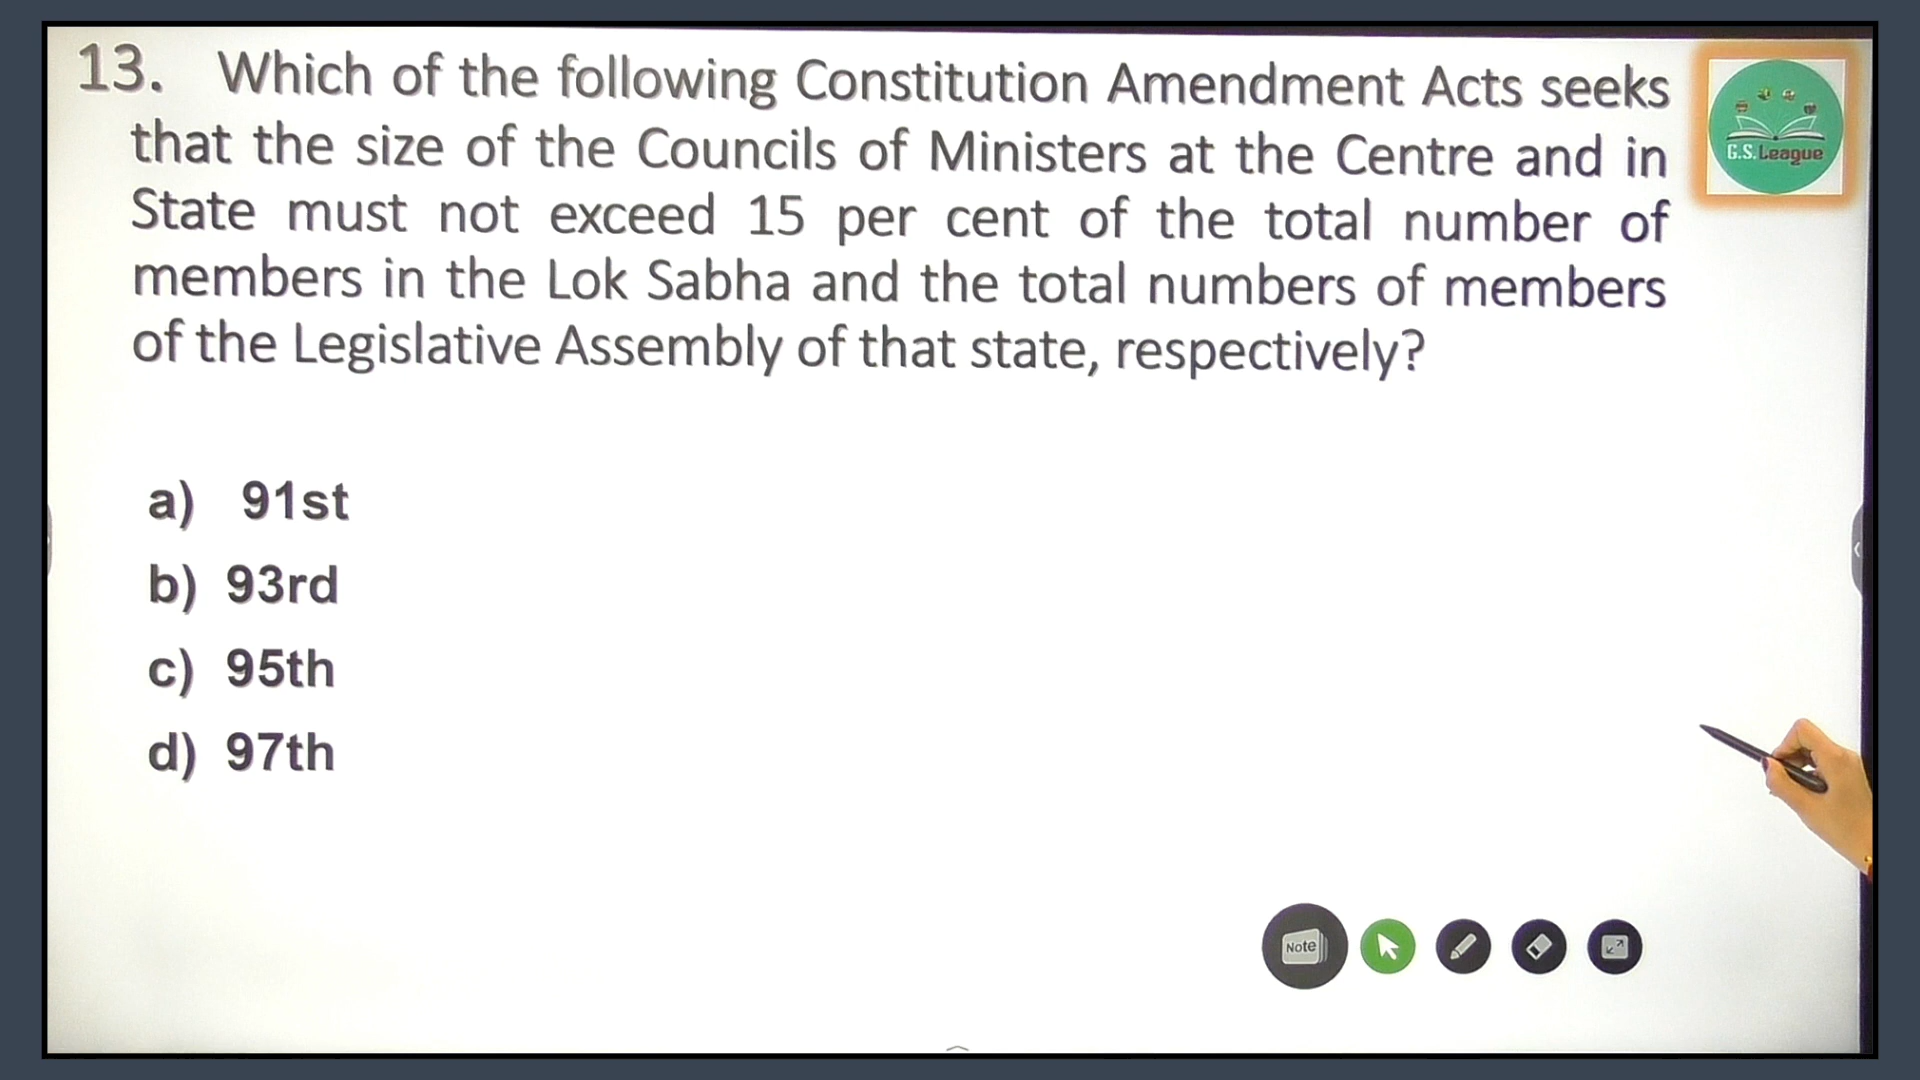 13. Which of the following Constitution Amendment Acts seeks
that the size of the Councils of Ministers at the Centre and in
State must not exceed 15 per cent of the total number of
members in the Lok Sabha and the total numbers of members
of the Legislative Assembly of that state, respectively?
G.S.League
a) 91st
b) 93rd
c) 95th
d) 97th
Note